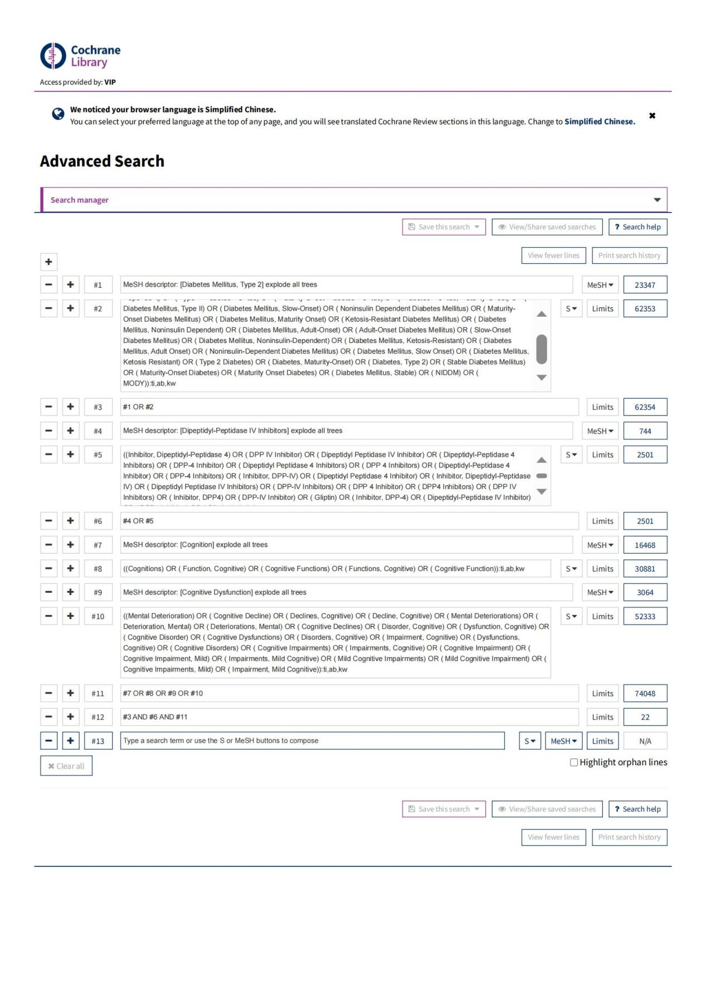 Cochrane
Library
Access provided by: VIP
We noticed your browser language is Simplified Chinese.
You can select your preferred language at the top of any page, and you will see translated Cochrane Review sections in this language. Change to Simplified Chinese.
Advanced Search
Search manager
Save this search View/Share saved searches ? Search help
View fewer lines Print search history
#1 MeSH descriptor: [Diabetes Mellitus, Type 2] explode all trees MeSH 23347
#2 S Limits 62353
Diabetes Mellitus, Type II) OR ( Diabetes Mellitus, Slow-Onset) OR ( Noninsulin Dependent Diabetes Mellitus) OR ( Maturity-
Onset Diabetes Mellitus) OR ( Diabetes Mellitus, Maturity Onset) OR ( Ketosis-Resistant Diabetes Mellitus) OR ( Diabetes
Mellitus, Noninsulin Dependent) OR ( Diabetes Mellitus, Adult-Onset) OR ( Adult-Onset Diabetes Mellitus) OR ( Slow-Onset
Diabetes Mellitus) OR ( Diabetes Mellitus, Noninsulin-Dependent) OR ( Diabetes Mellitus, Ketosis-Resistant) OR ( Diabetes
Mellitus, Adult Onset) OR ( Noninsulin-Dependent Diabetes Mellitus) OR ( Diabetes Mellitus, Slow Onset) OR ( Diabetes Mellitus,
Ketosis Resistant) OR ( Type 2 Diabetes) OR ( Diabetes, Maturity-Onset) OR ( Diabetes, Type 2) OR ( Stable Diabetes Mellitus)
OR ( Maturity-Onset Diabetes) OR ( Maturity Onset Diabetes) OR ( Diabetes Mellitus, Stable) OR ( NIDDM) OR (
MODY)):ti,ab,kw
#3 #1 OR #2 Limits 62354
#4 MeSH descriptor: [Dipeptidyl-Peptidase IV Inhibitors] explode all trees MeSH 744
#5 ((Inhibitor, Dipeptidyl-Peptidase 4) OR ( DPP IV Inhibitor) OR ( Dipeptidyl Peptidase IV Inhibitor) OR ( Dipeptidyl-Peptidase 4 S Limits 2501
Inhibitors) OR ( DPP-4 Inhibitor) OR ( Dipeptidyl Peptidase 4 Inhibitors) OR ( DPP 4 Inhibitors) OR ( Dipeptidyl-Peptidase 4
Inhibitor) OR ( DPP-4 Inhibitors) OR ( Inhibitor, DPP-IV) OR ( Dipeptidyl Peptidase 4 Inhibitor) OR ( Inhibitor, Dipeptidyl-Peptidase
IV) OR ( Dipeptidyl Peptidase IV Inhibitors) OR ( DPP-IV Inhibitors) OR ( DPP 4 Inhibitor) OR ( DPP4 Inhibitors) OR ( DPP IV
Inhibitors) OR ( Inhibitor, DPP4) OR ( DPP-IV Inhibitor) OR ( Gliptin) OR ( Inhibitor, DPP-4) OR ( Dipeptidyl-Peptidase IV Inhibitor)
#6 #4 OR #5 Limits 2501
#7 MeSH descriptor: [Cognition] explode all trees MeSH 16468
#8 ((Cognitions) OR ( Function, Cognitive) OR ( Cognitive Functions) OR ( Functions, Cognitive) OR ( Cognitive Function)):ti,ab,kw S Limits 30881
#9 MeSH descriptor: [Cognitive Dysfunction] explode all trees MeSH 3064
#10 ((Mental Deterioration) OR ( Cognitive Decline) OR ( Declines, Cognitive) OR ( Decline, Cognitive) OR ( Mental Deteriorations) OR ( S Limits 52333
Deterioration, Mental) OR ( Deteriorations, Mental) OR ( Cognitive Declines) OR ( Disorder, Cognitive) OR ( Dysfunction, Cognitive) OR
( Cognitive Disorder) OR ( Cognitive Dysfunctions) OR ( Disorders, Cognitive) OR ( Impairment, Cognitive) OR ( Dysfunctions,
Cognitive) OR ( Cognitive Disorders) OR ( Cognitive Impairments) OR ( Impairments, Cognitive) OR ( Cognitive Impairment) OR (
Cognitive Impairment, Mild) OR ( Impairments, Mild Cognitive) OR ( Mild Cognitive Impairments) OR ( Mild Cognitive Impairment) OR (
Cognitive Impairments, Mild) OR ( Impairment, Mild Cognitive)):ti,ab,kw
#11 #7 OR #8 OR #9 OR #10 Limits 74048
#12 #3 AND #6 AND #11 Limits 22
#13 Type a search term or use the S or MeSH buttons to compose S MeSH Limits N/A
Clear all Highlight orphan lines
Save this search View/Share saved searches ? Search help
View fewer lines Print search history